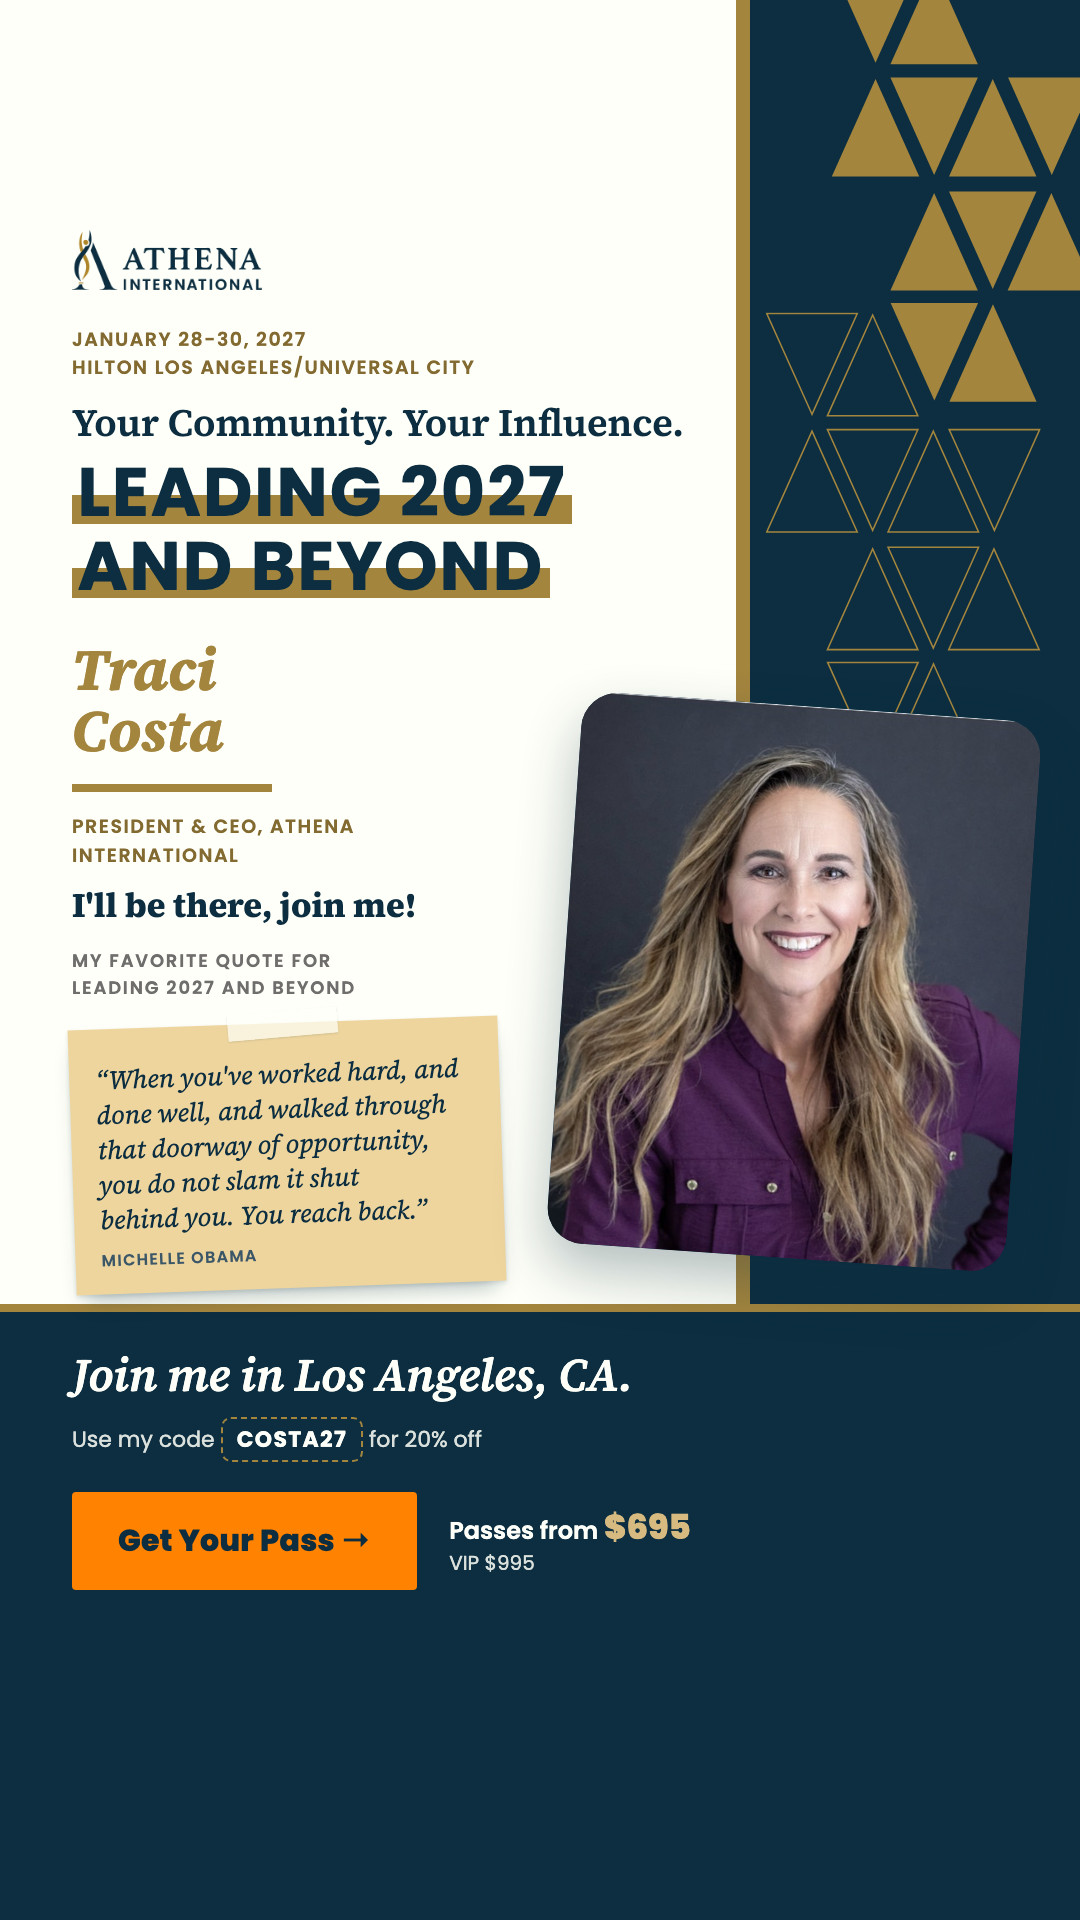 ATHENA
INTERNATIONAL
JANUARY 28-30, 2027
HILTON LOS ANGELES/UNIVERSAL CITY
Your Community. Your Influence.
LEADING 2027
AND BEYOND
Traci
Costa
PRESIDENT & CEO, ATHENA
INTERNATIONAL
I'll be there, join me!
MY FAVORITE QUOTE FOR
LEADING 2027 AND BEYOND
“When you've worked hard, and
done well, and walked through
that doorway of opportunity,
you do not slam it shut
behind you. You reach back.”
MICHELLE OBAMA
Join me in Los Angeles, CA.
Use my code COSTA27 for 20% off
Get Your Pass →
Passes from $695
VIP $995